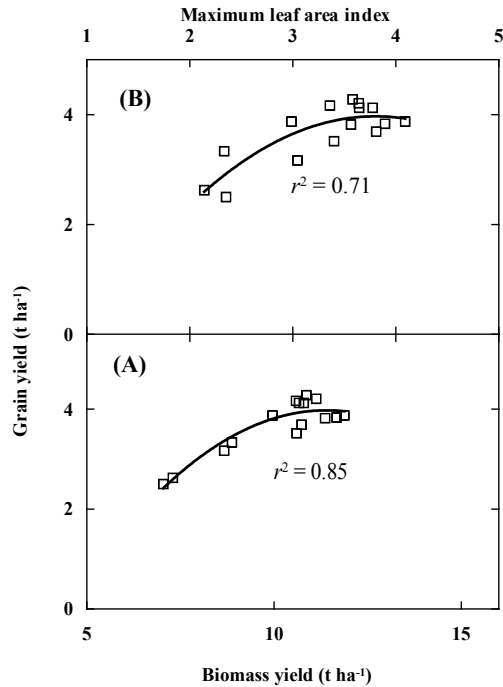 Maximum leaf area index
1 2 3 4 5
(B)
4
r² = 0.71
2
0
Grain yield (t ha⁻¹)
(A)
4
r² = 0.85
2
0
5 10 15
Biomass yield (t ha⁻¹)